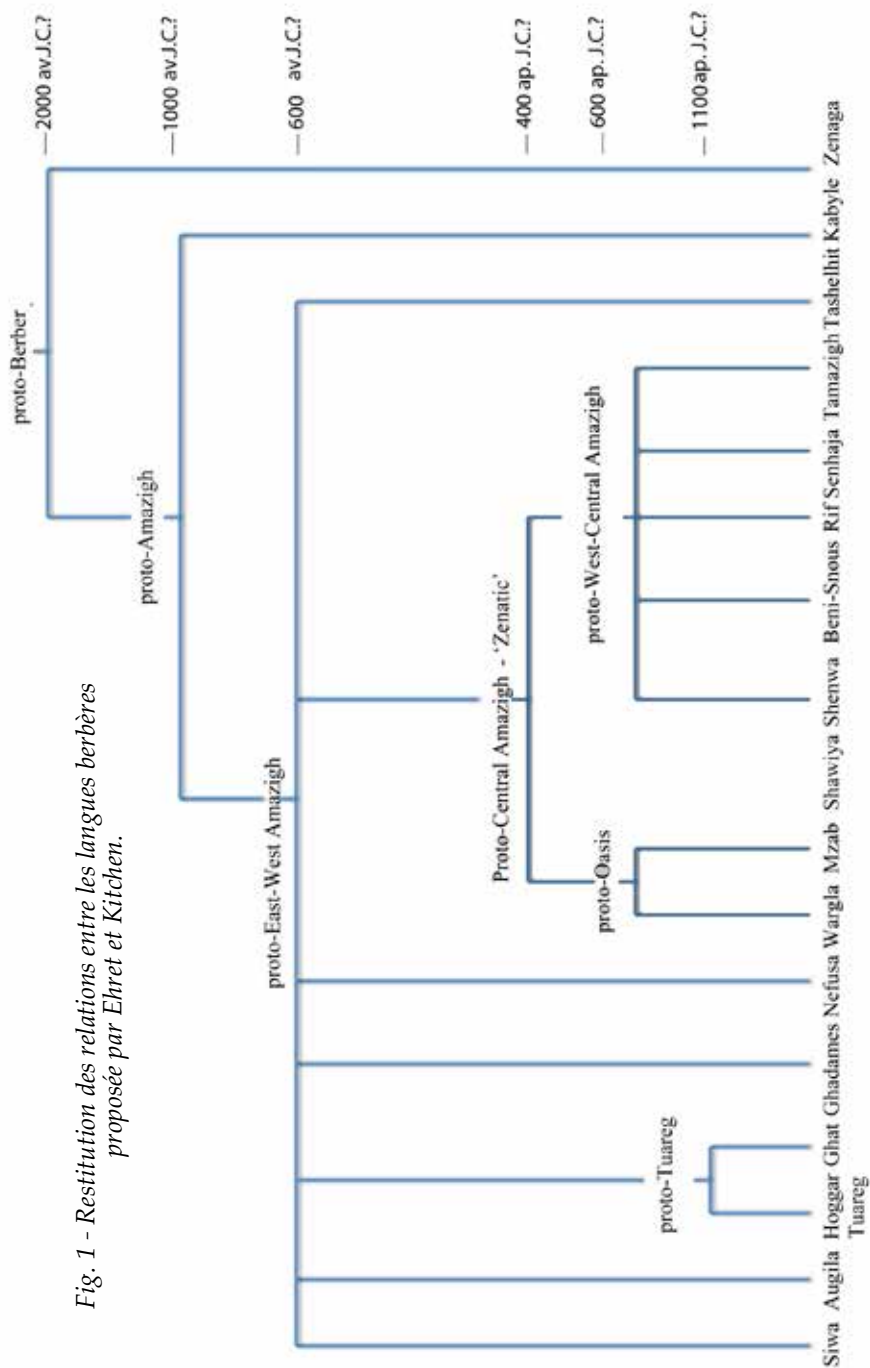 Fig. 1 - Restitution des relations entre les langues berbères
proposée par Ehret et Kitchen.
proto-Berber
— 2000 av.J.C.?
proto-Amazigh
— 1000 av.J.C.?
proto-East-West Amazigh
— 600 av.J.C.?
Proto-Central Amazigh - ‘Zenatic’
— 400 ap. J.C.?
proto-Oasis
proto-West-Central Amazigh
— 600 ap. J.C.?
proto-Tuareg
— 1100ap. J.C.?
Siwa Augila Hoggar Ghat Ghadames Nefusa Wargla Mzab Shawiya Shenwa Beni-Snous Rif Senhaja Tamazigh Tashelhit Kabyle Zenaga
Tuareg